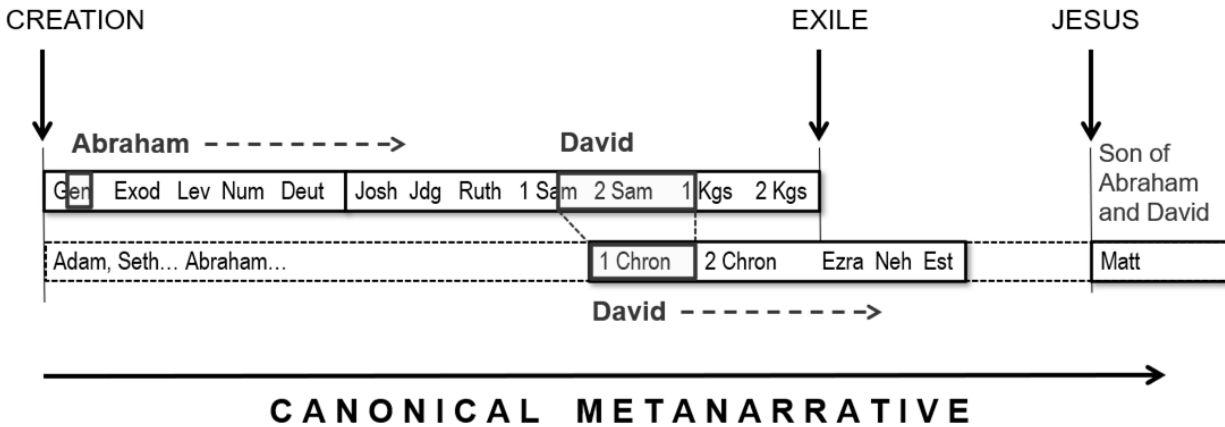 CREATION EXILE JESUS
Abraham David
Son of
Abraham
and David
Gen Exod Lev Num Deut Josh Jdg Ruth 1 Sam 2 Sam 1 Kgs 2 Kgs
Adam, Seth... Abraham... 1 Chron 2 Chron Ezra Neh Est Matt
David
CANONICAL METANARRATIVE